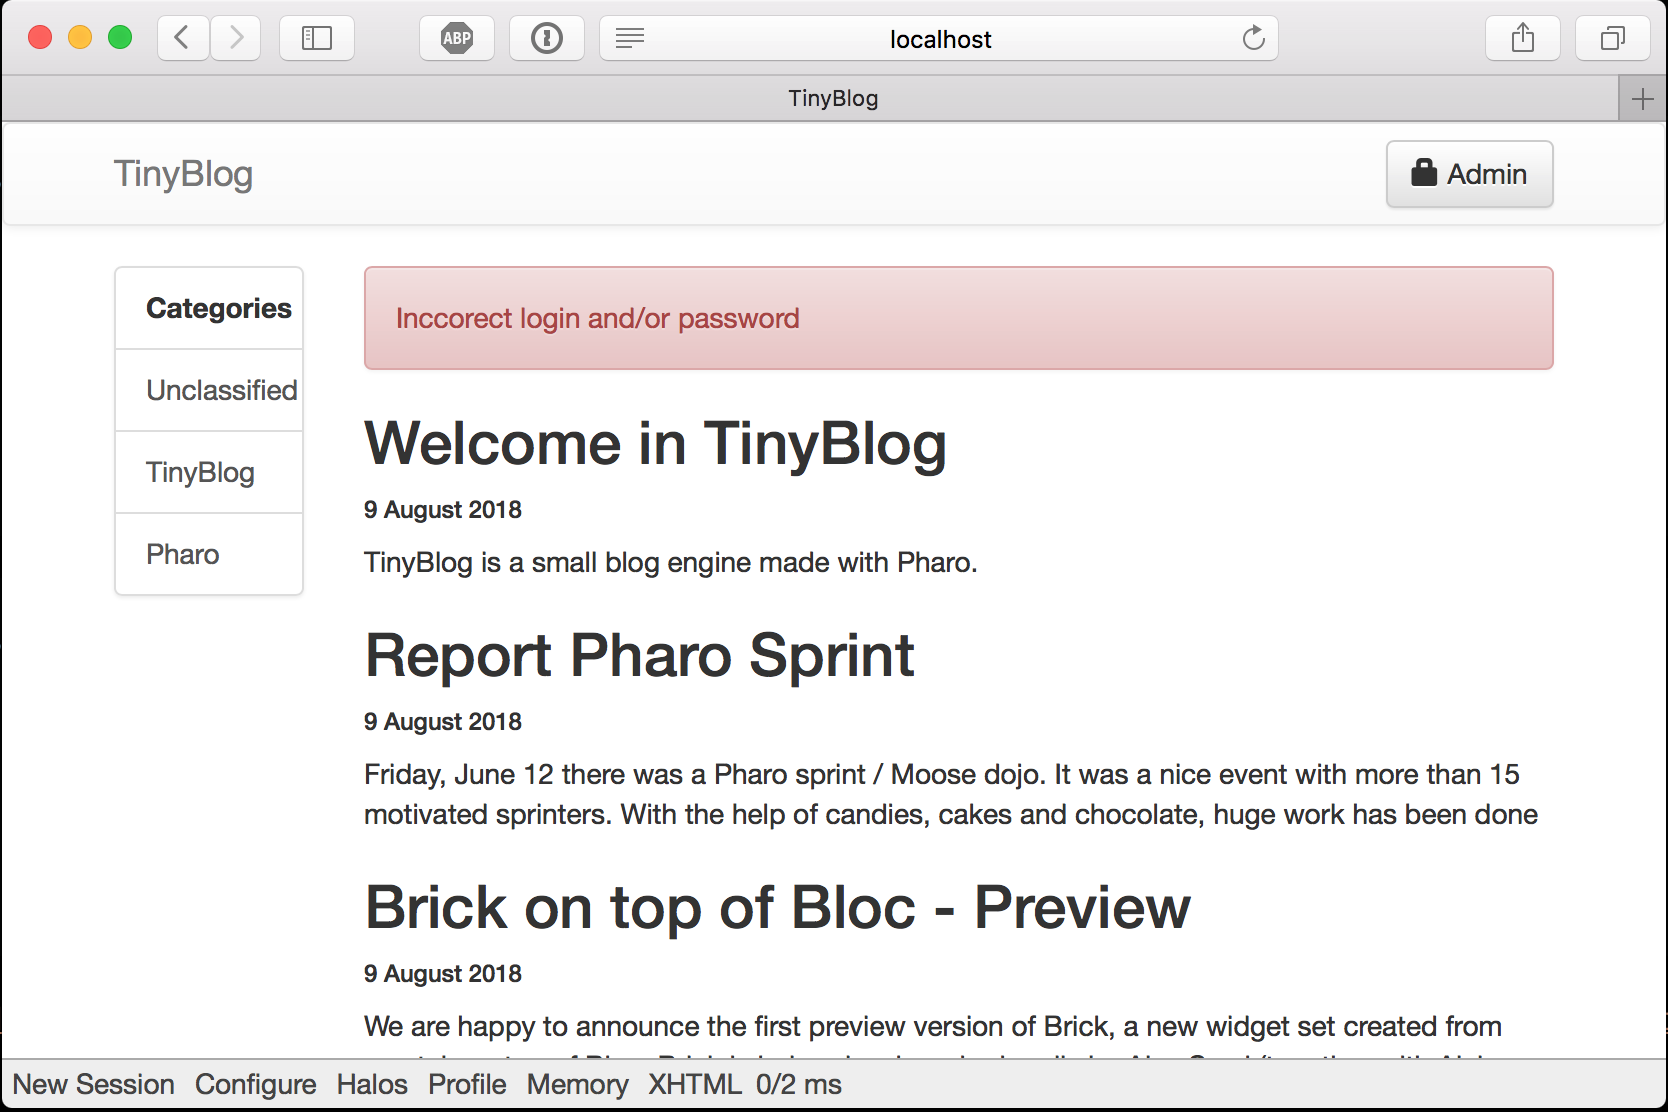 ABP
localhost
TinyBlog
TinyBlog
Admin
Categories
Unclassified
TinyBlog
Pharo
Inccorect login and/or password
Welcome in TinyBlog
9 August 2018
TinyBlog is a small blog engine made with Pharo.
Report Pharo Sprint
9 August 2018
Friday, June 12 there was a Pharo sprint / Moose dojo. It was a nice event with more than 15
motivated sprinters. With the help of candies, cakes and chocolate, huge work has been done
Brick on top of Bloc - Preview
9 August 2018
We are happy to announce the first preview version of Brick, a new widget set created from
New Session Configure Halos Profile Memory XHTML 0/2 ms